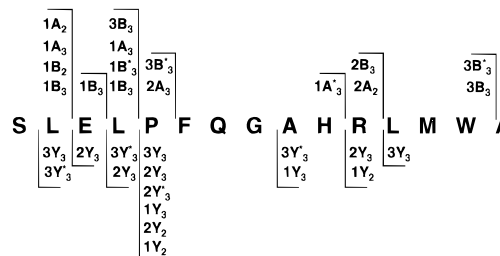 1A₂ 3B₃
1A₃ 1A₃
1B₂ 1B*₃ 3B*₃ 2B₃ 3B*₃
1B₃ 1B₃ 1B₃ 2A₃ 1A*₃ 2A₂ 3B₃
S L E L P F Q G A H R L M W
3Y₃ 2Y₃ 3Y*₃ 3Y₃ 3Y*₃ 2Y₃ 3Y₃
3Y*₃ 2Y₃ 2Y₃ 1Y₃ 1Y₂
2Y*₃
1Y₃
2Y₂
1Y₂